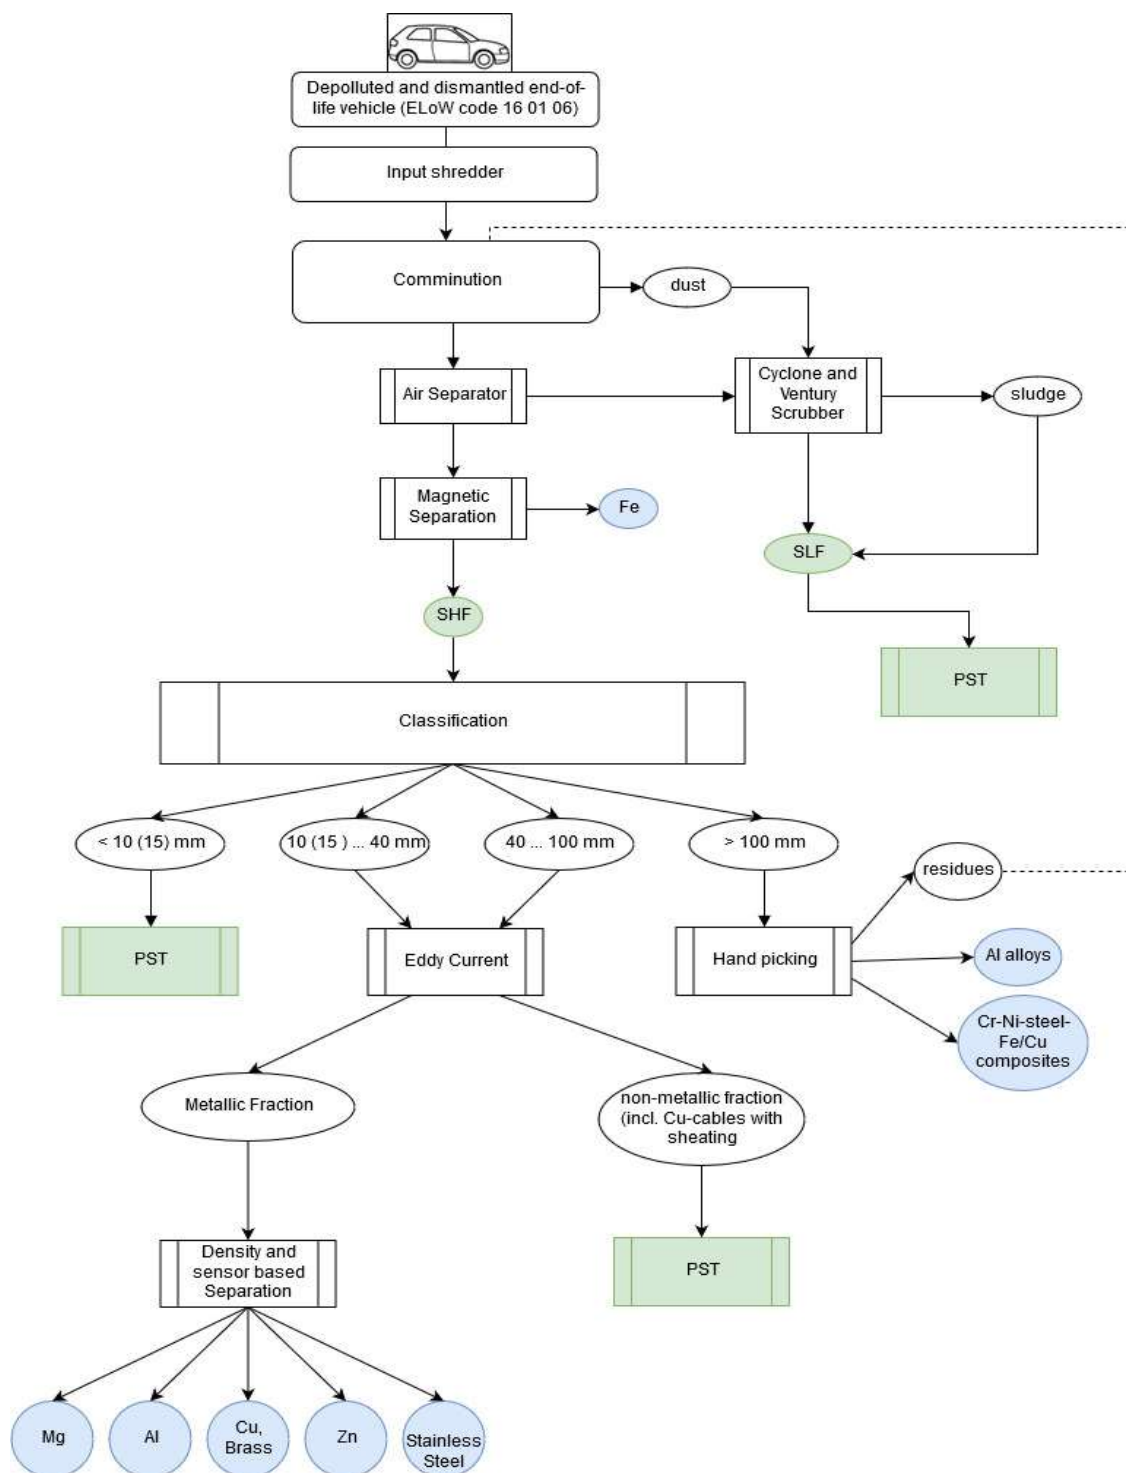 Depolluted and dismantled end-of-
life vehicle (ELoW code 16 01 06)
Input shredder
Comminution
dust
Air Separator
Cyclone and
Ventury
Scrubber
sludge
Magnetic
Separation
Fe
SLF
SHF
PST
Classification
< 10 (15) mm
10 (15 ) ... 40 mm
40 ... 100 mm
> 100 mm
residues
PST
Eddy Current
Hand picking
Al alloys
Cr-Ni-steel-
Fe/Cu
composites
Metallic Fraction
non-metallic fraction
(incl. Cu-cables with
sheating
Density and
sensor based
Separation
PST
Mg
Al
Cu,
Brass
Zn
Stainless
Steel